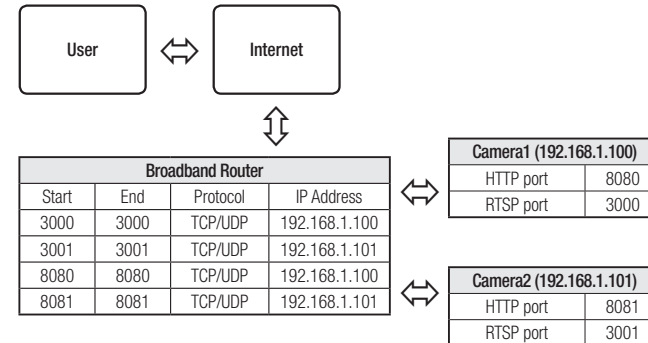 User
Internet
Broadband Router
Start End Protocol IP Address
3000 3000 TCP/UDP 192.168.1.100
3001 3001 TCP/UDP 192.168.1.101
8080 8080 TCP/UDP 192.168.1.100
8081 8081 TCP/UDP 192.168.1.101
Camera1 (192.168.1.100)
HTTP port 8080
RTSP port 3000
Camera2 (192.168.1.101)
HTTP port 8081
RTSP port 3001